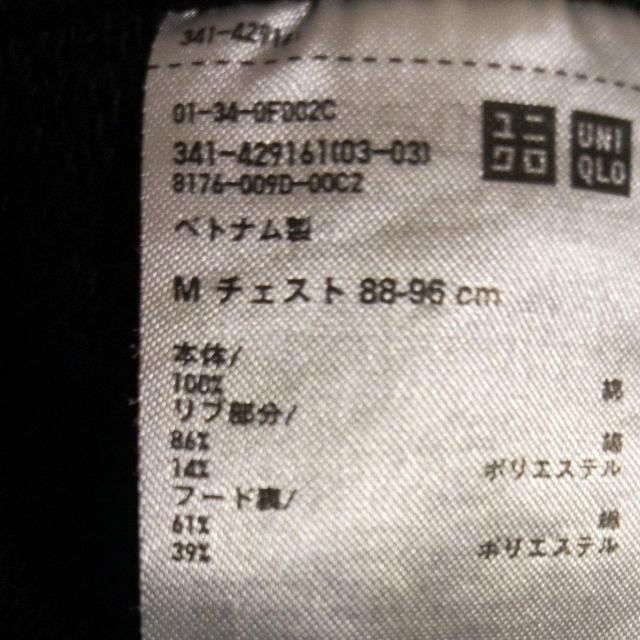 341-42916
01-34-0F002C
341-429161(03-03)
8176-009D-00C2
ユニ
クロ
UNI
QLO
ベトナム製
M チェスト 88-96 cm
本体/
100% 綿
リブ部分/
86% 綿
14% ポリエステル
フード裏/
61% 綿
39% ポリエステル